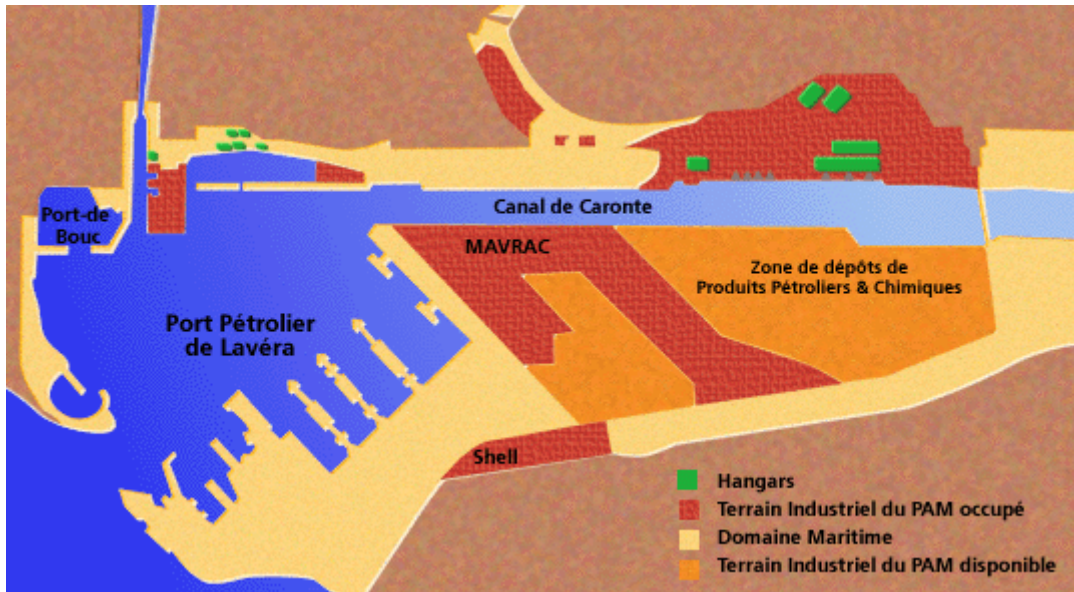 Port-de
Bouc
Canal de Caronte
MAVRAC
Zone de dépôts de
Produits Pétroliers & Chimiques
Port Pétrolier
de Lavéra
Shell
Hangars
Terrain Industriel du PAM occupé
Domaine Maritime
Terrain Industriel du PAM disponible